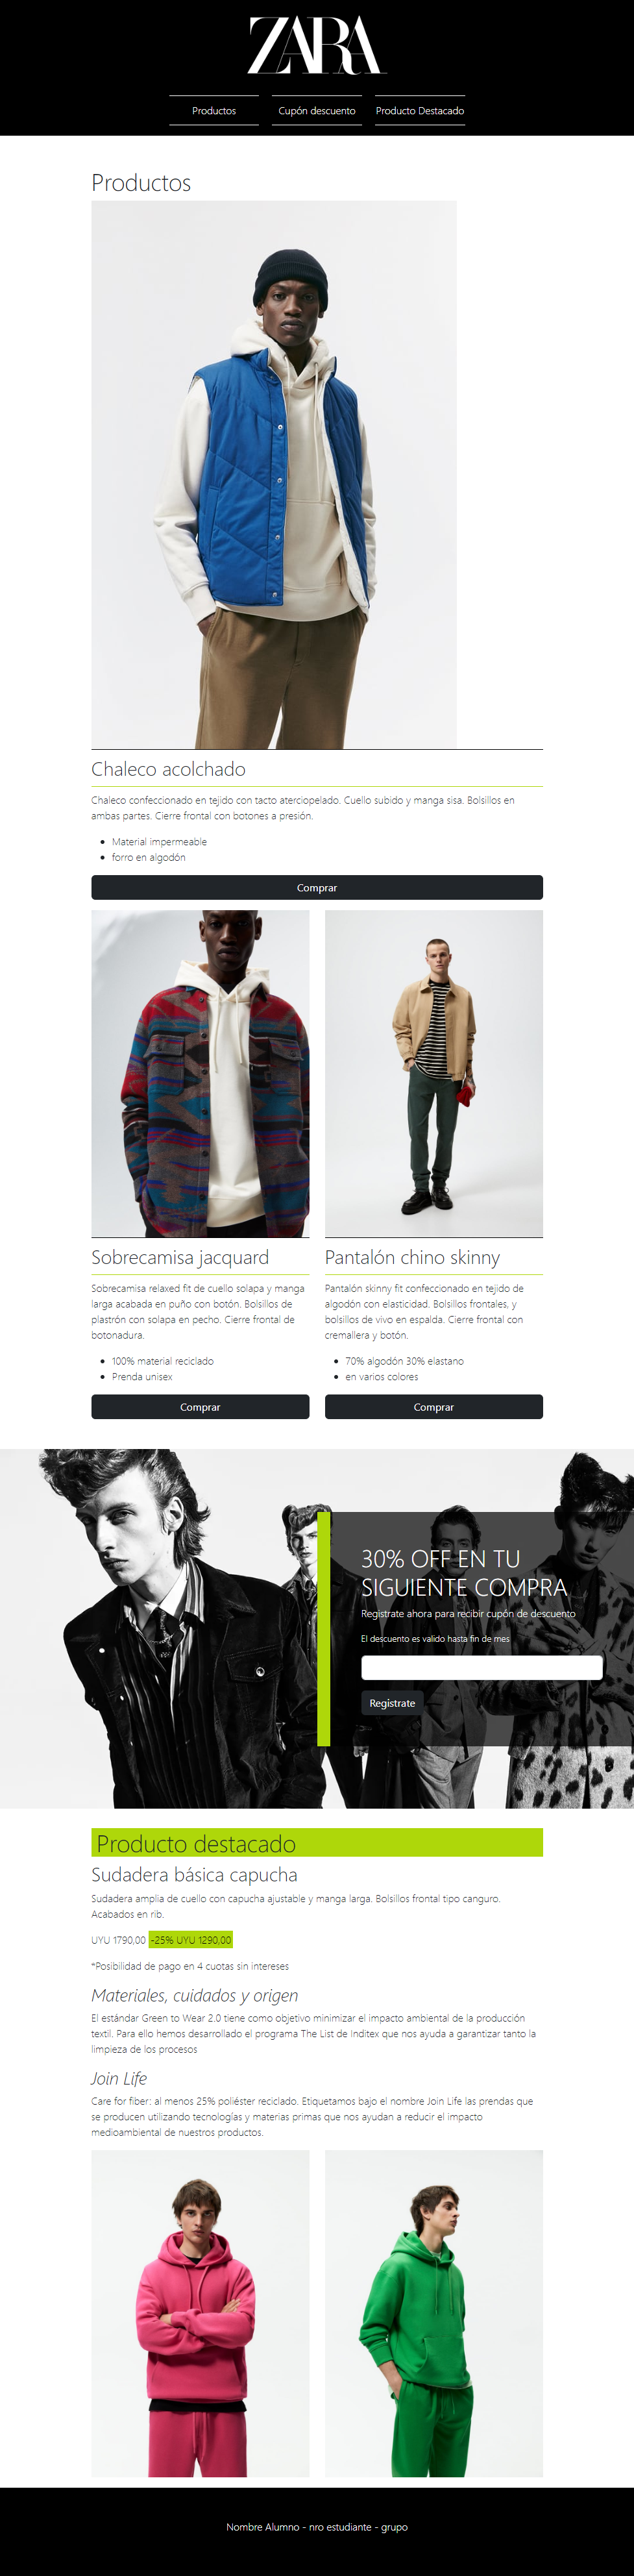 ZARA
Productos
Cupón descuento
Producto Destacado
Productos
Chaleco acolchado
Chaleco confeccionado en tejido con tacto aterciopelado. Cuello subido y manga sisa. Bolsillos en
ambas partes. Cierre frontal con botones a presión.
Material impermeable
forro en algodón
Comprar
Sobrecamisa jacquard
Sobrecamisa relaxed fit de cuello solapa y manga
larga acabada en puño con botón. Bolsillos de
plastrón con solapa en pecho. Cierre frontal de
botonadura.
100% material reciclado
Prenda unisex
Comprar
Pantalón chino skinny
Pantalón skinny fit confeccionado en tejido de
algodón con elasticidad. Bolsillos frontales, y
bolsillos de vivo en espalda. Cierre frontal con
cremallera y botón.
70% algodón 30% elastano
en varios colores
Comprar
30% OFF EN TU
SIGUIENTE COMPRA
Registrate ahora para recibir cupón de descuento
El descuento es valido hasta fin de mes
Registrate
Producto destacado
Sudadera básica capucha
Sudadera amplia de cuello con capucha ajustable y manga larga. Bolsillos frontal tipo canguro.
Acabados en rib.
UYU 1790,00 -25% UYU 1290,00
*Posibilidad de pago en 4 cuotas sin intereses
Materiales, cuidados y origen
El estándar Green to Wear 2.0 tiene como objetivo minimizar el impacto ambiental de la producción
textil. Para ello hemos desarrollado el programa The List de Inditex que nos ayuda a garantizar tanto la
limpieza de los procesos
Join Life
Care for fiber: al menos 25% poliéster reciclado. Etiquetamos bajo el nombre Join Life las prendas que
se producen utilizando tecnologías y materias primas que nos ayudan a reducir el impacto
medioambiental de nuestros productos.
Nombre Alumno - nro estudiante - grupo